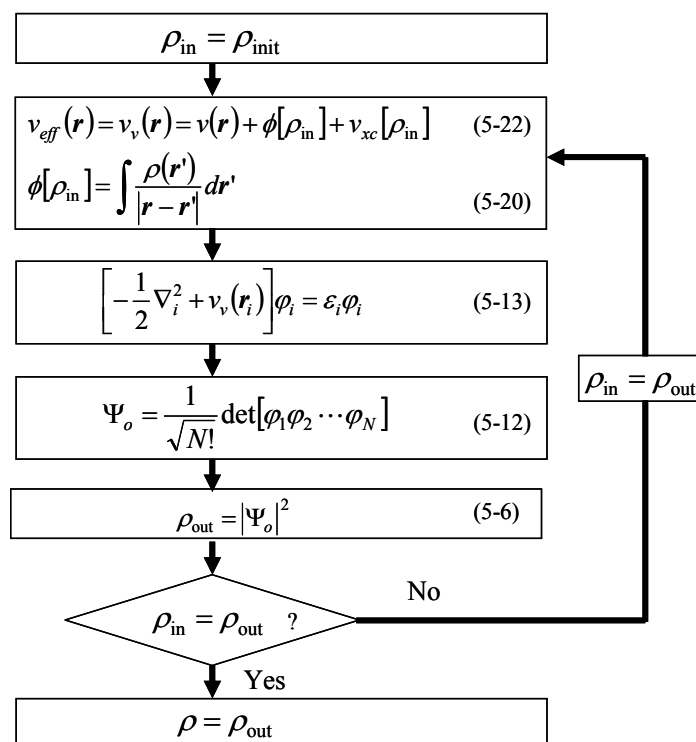 ρ_in = ρ_init
v_eff(r) = v_v(r) = v(r) + ϕ[ρ_in] + v_xc[ρ_in] (5-22)
ϕ[ρ_in] = ∫ ρ(r') / |r − r'| dr' (5-20)
[−1/2 ∇_i^2 + v_v(r_i)] φ_i = ε_i φ_i (5-13)
Ψ_o = 1/√N! det[φ_1 φ_2 ⋯ φ_N] (5-12)
ρ_out = |Ψ_o|^2 (5-6)
ρ_in = ρ_out ?
No
ρ_in = ρ_out
Yes
ρ = ρ_out